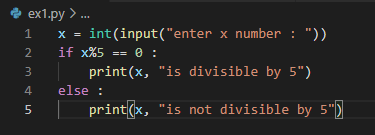 ex1.py > ...
1 x = int(input("enter x number : "))
2 if x%5 == 0 :
3     print(x, "is divisible by 5")
4 else :
5     print(x, "is not divisible by 5")